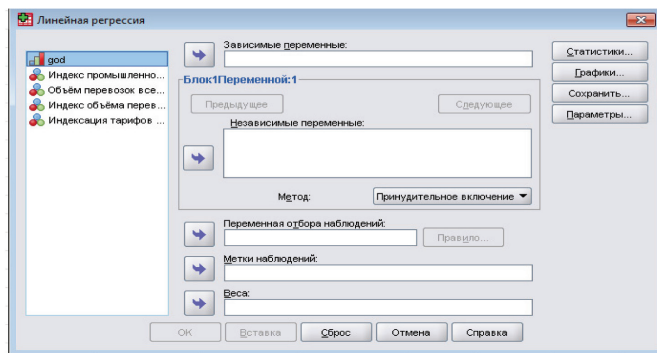 Линейная регрессия
god
Индекс промышленно...
Объём перевозок все...
Индекс объёма перев...
Индексация тарифов ...
Зависимые переменные:
Блок1Переменной:1
Предыдущее
Следующее
Независимые переменные:
Метод:
Принудительное включение
Переменная отбора наблюдений:
Правило...
Метки наблюдений:
Веса:
Статистики...
Графики...
Сохранить...
Параметры...
OK
Вставка
Сброс
Отмена
Справка